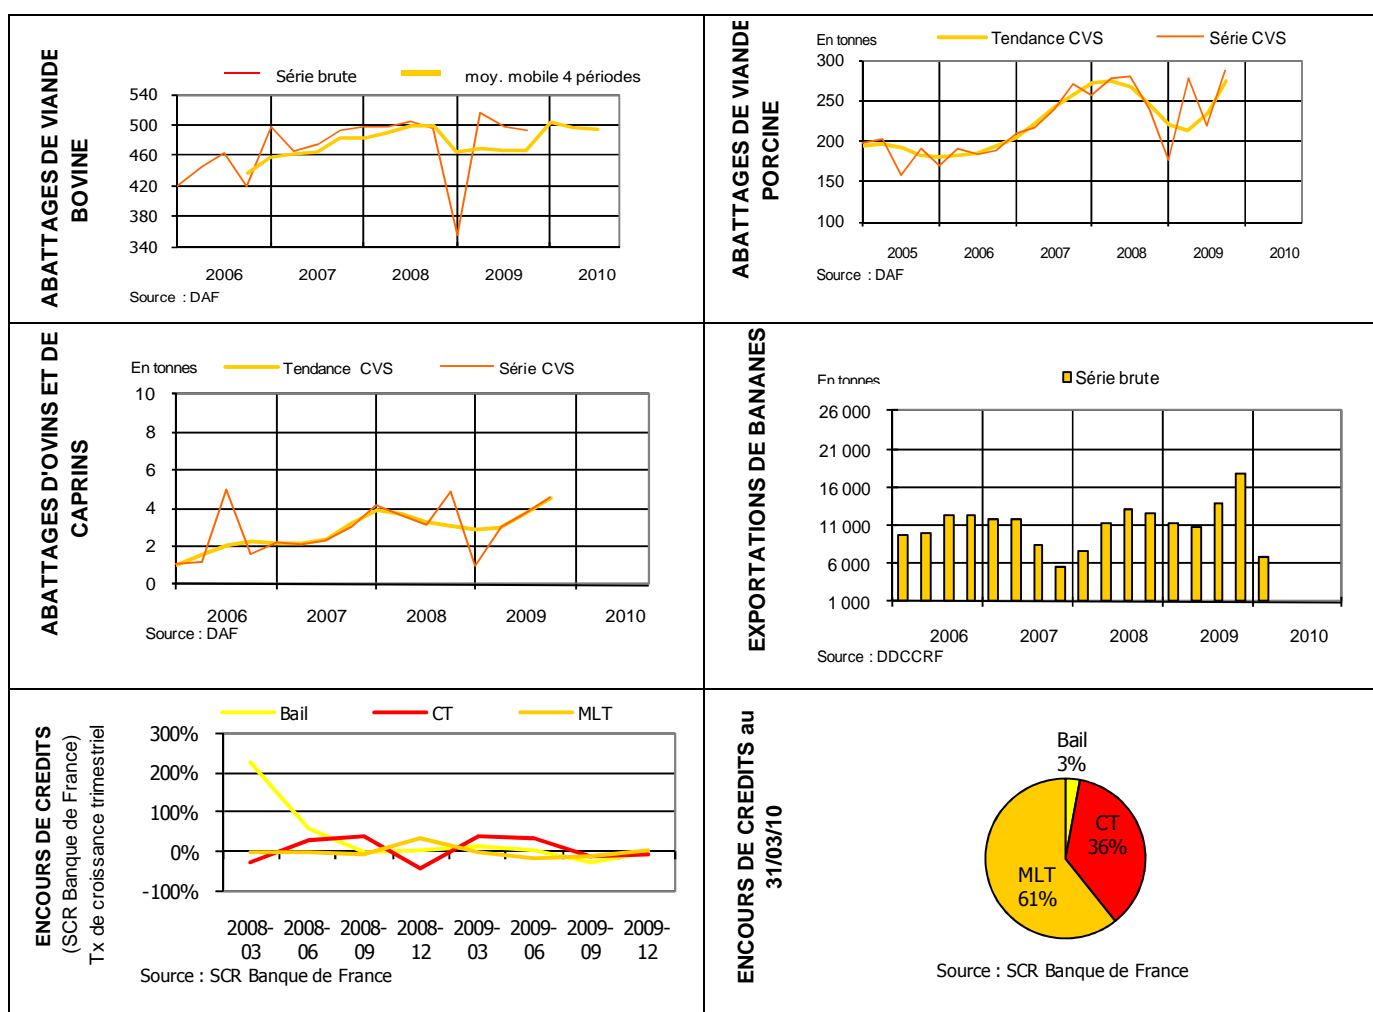 ABATTAGES DE VIANDE
BOVINE
Série brute
moy. mobile 4 périodes
540
500
460
420
380
340
2006
2007
2008
2009
2010
Source : DAF
ABATTAGES DE VIANDE
PORCINE
En tonnes
Tendance CVS
Série CVS
300
250
200
150
100
2005
2006
2007
2008
2009
2010
Source : DAF
ABATTAGES D'OVINS ET DE
CAPRINS
En tonnes
Tendance CVS
Série CVS
10
8
6
4
2
0
2006
2007
2008
2009
2010
Source : DAF
EXPORTATIONS DE BANANES
En tonnes
Série brute
26 000
21 000
16 000
11 000
6 000
1 000
2006
2007
2008
2009
2010
Source : DDCCRF
ENCOURS DE CREDITS
(SCR Banque de France)
Tx de croissance trimestriel
Bail
CT
MLT
300%
200%
100%
0%
-100%
2008-03
2008-06
2008-09
2008-12
2009-03
2009-06
2009-09
2009-12
Source : SCR Banque de France
ENCOURS DE CREDITS au
31/03/10
Bail
3%
CT
36%
MLT
61%
Source : SCR Banque de France